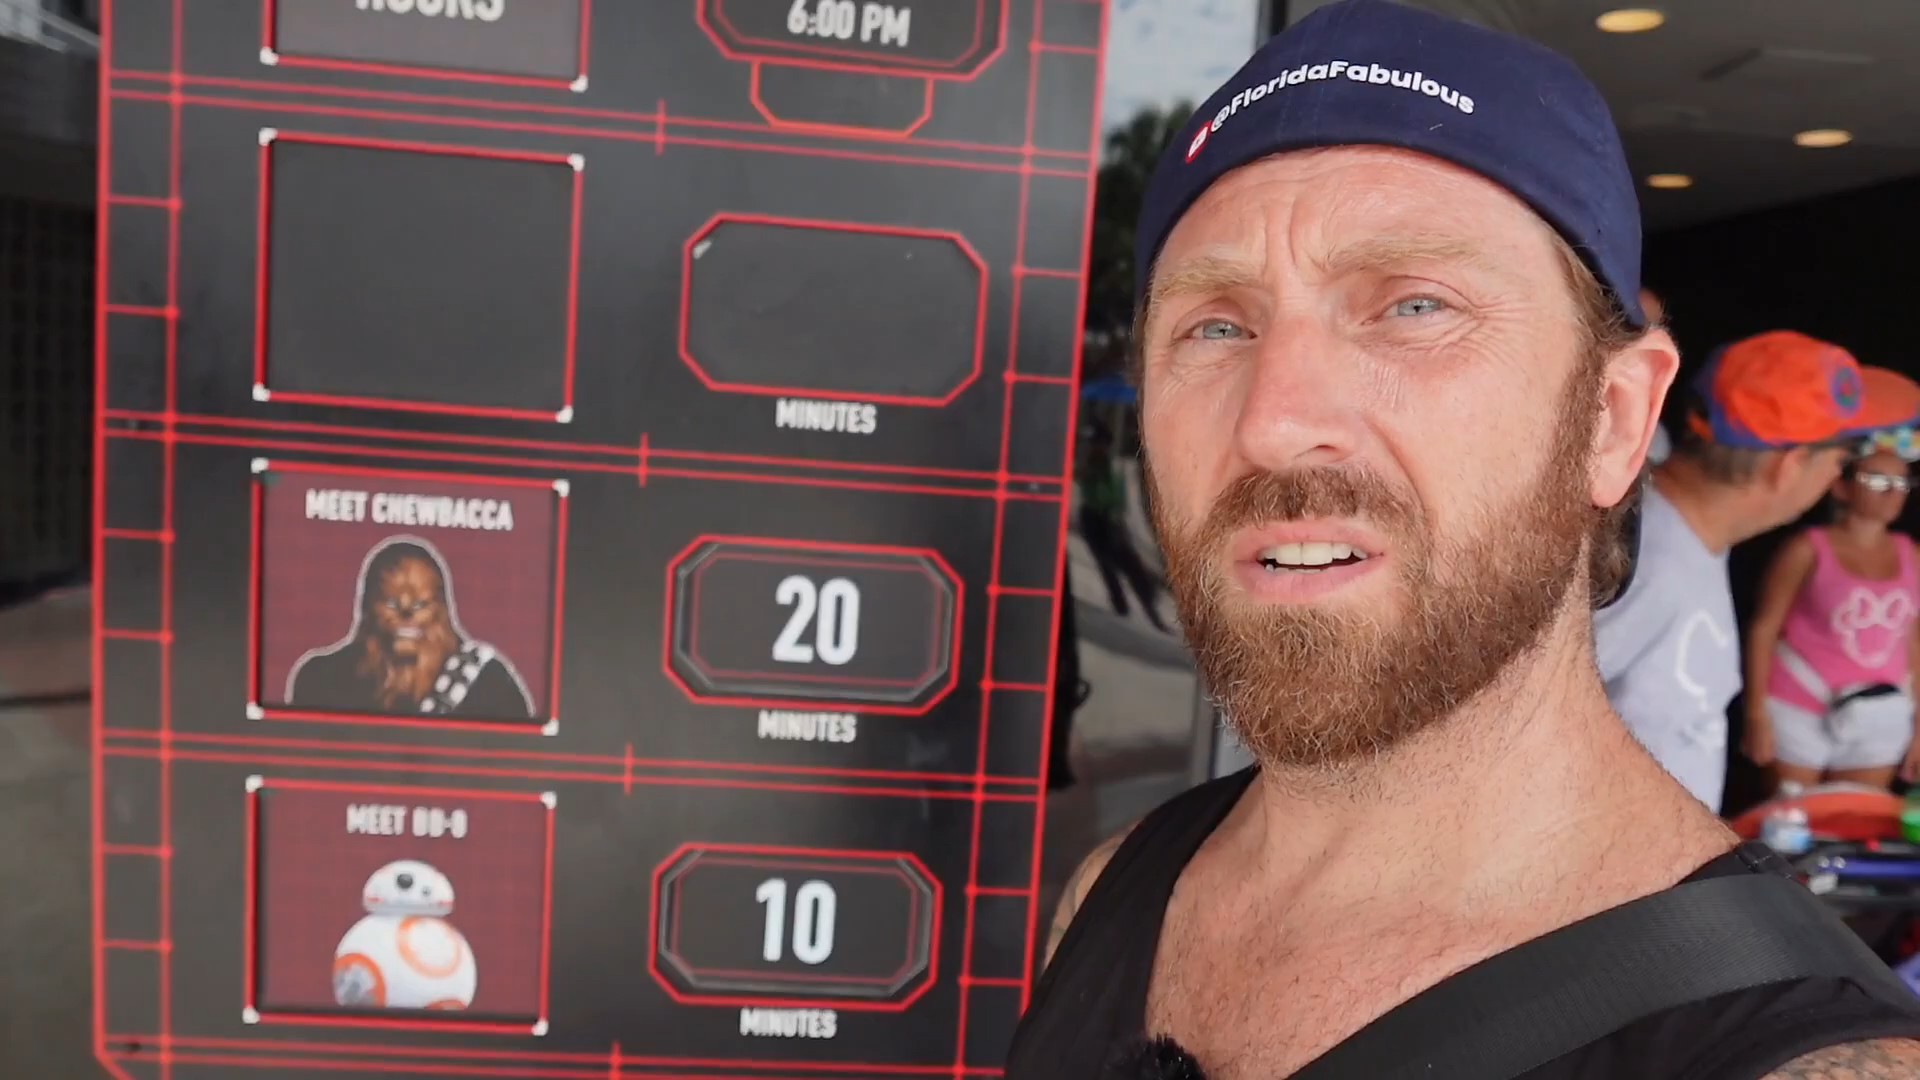 HOURS
6:00 PM
@FloridaFabulous
MINUTES
MEET CHEWBACCA
20
MINUTES
MEET BB-8
10
MINUTES